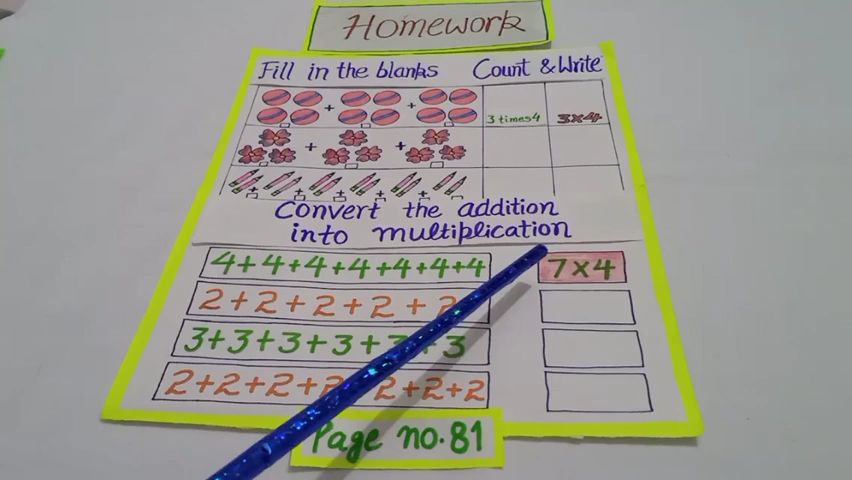 Homework
Fill in the blanks Count & Write
+ + 3 times 4 3×4
+ +
+ + + + +
Convert the addition
into multiplication
4+4+4+4+4+4+4 7×4
2+2+2+2+2
3+3+3+3+3+3
2+2+2+2 2+2+2
Page no.81